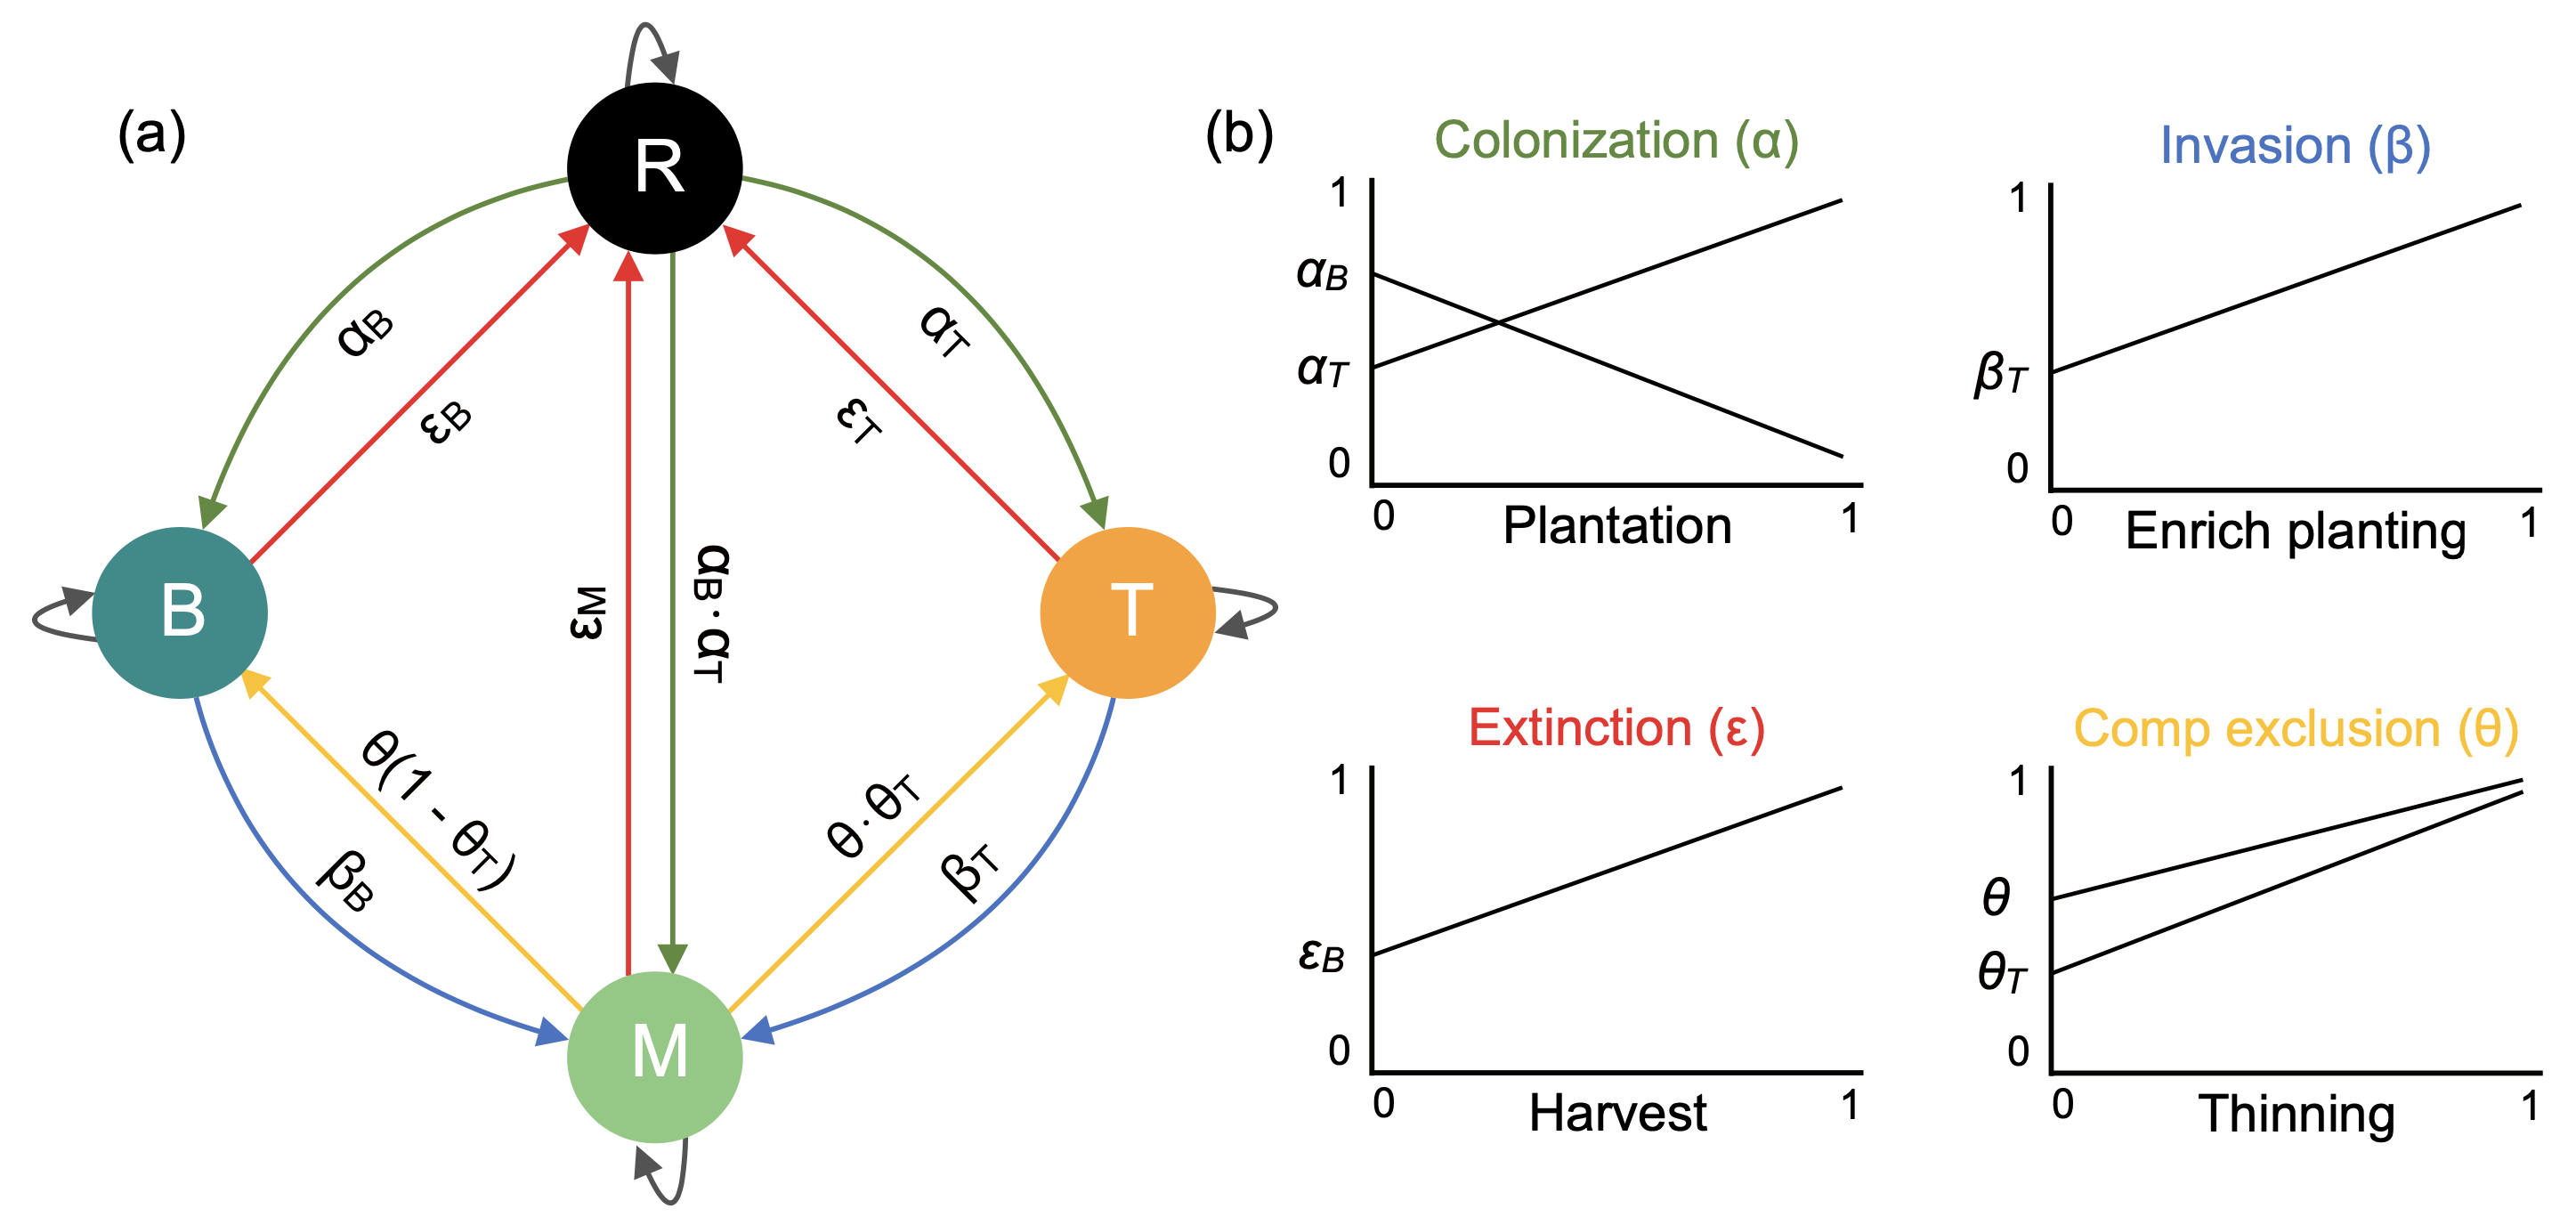 (a)
R
αB
εB
αT
εT
B
T
εM
αB·αT
θ(1 - θT)
βB
θ·θT
βT
M
(b)
Colonization (α)
1
αB
αT
0
0
Plantation
1
Invasion (β)
1
βT
0
0
Enrich planting
1
Extinction (ε)
1
εB
0
0
Harvest
1
Comp exclusion (θ)
1
θ
θT
0
0
Thinning
1